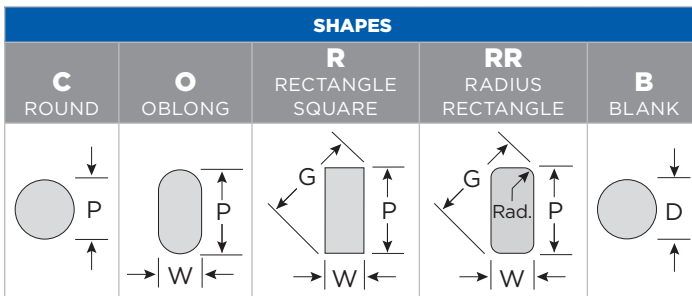 SHAPES
C
ROUND
O
OBLONG
R
RECTANGLE
SQUARE
RR
RADIUS
RECTANGLE
B
BLANK
P
P
W
G
P
W
G
Rad.
P
W
D